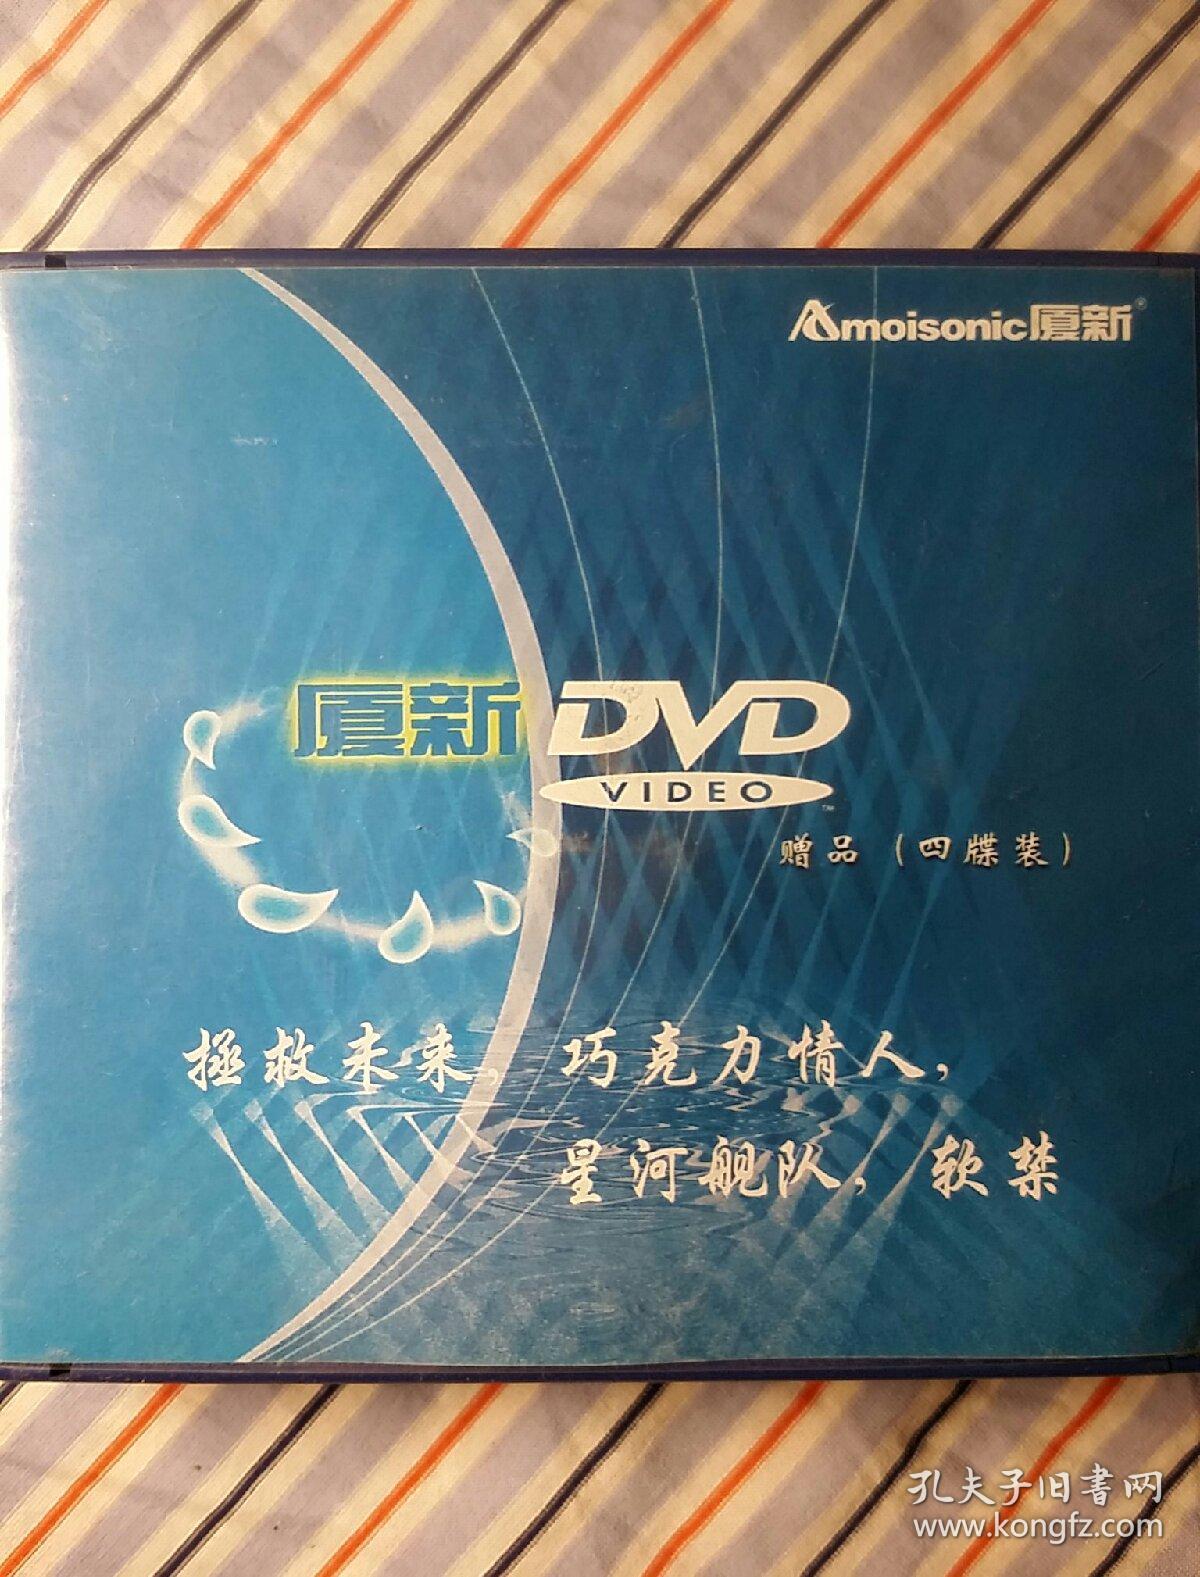 Amoisonic厦新®
厦新 DVD
VIDEO™
赠品（四牒装）
拯救未来，巧克力情人，
星河舰队，软禁
孔夫子旧书网
www.kongfz.com